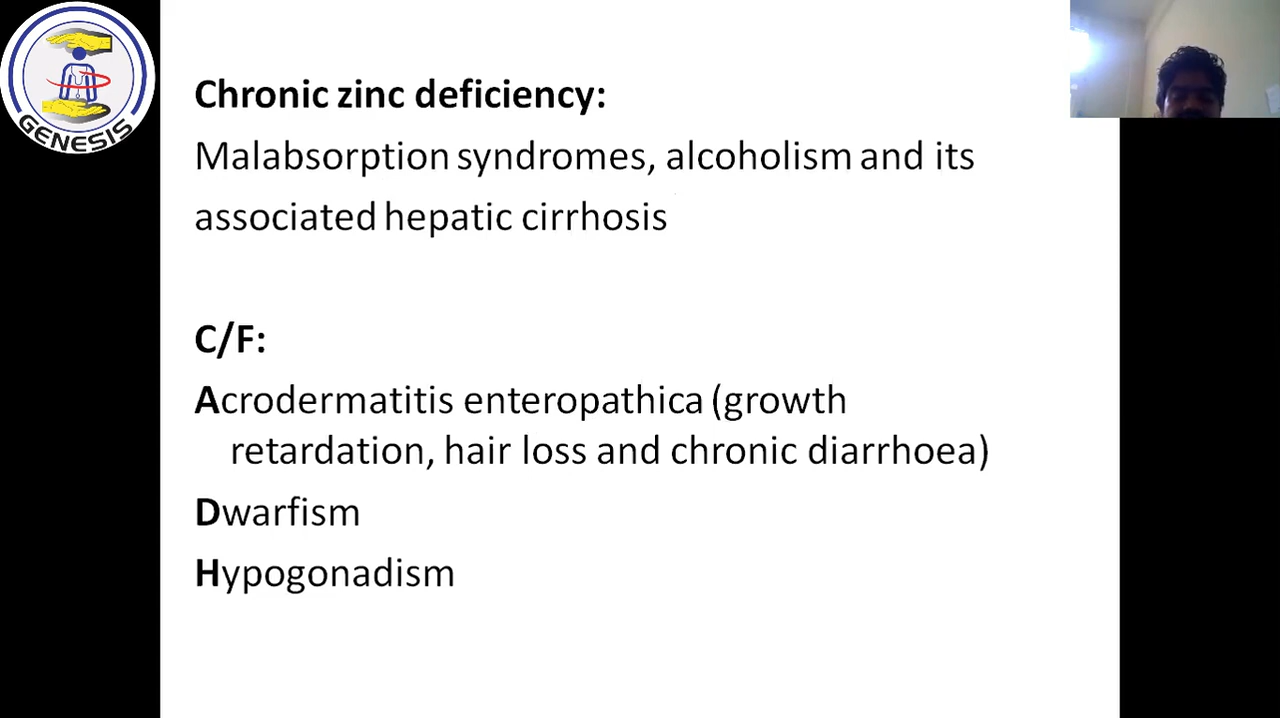 GENESIS
Chronic zinc deficiency:
Malabsorption syndromes, alcoholism and its
associated hepatic cirrhosis
C/F:
Acrodermatitis enteropathica (growth
retardation, hair loss and chronic diarrhoea)
Dwarfism
Hypogonadism